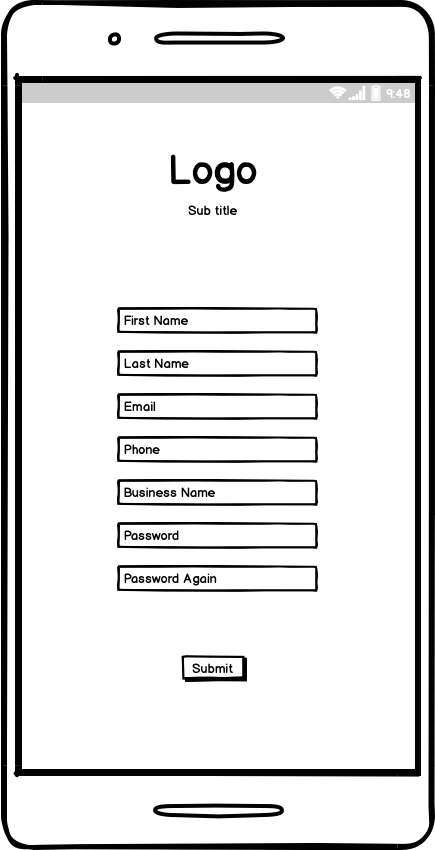 9:48
Logo
Sub title
First Name
Last Name
Email
Phone
Business Name
Password
Password Again
Submit